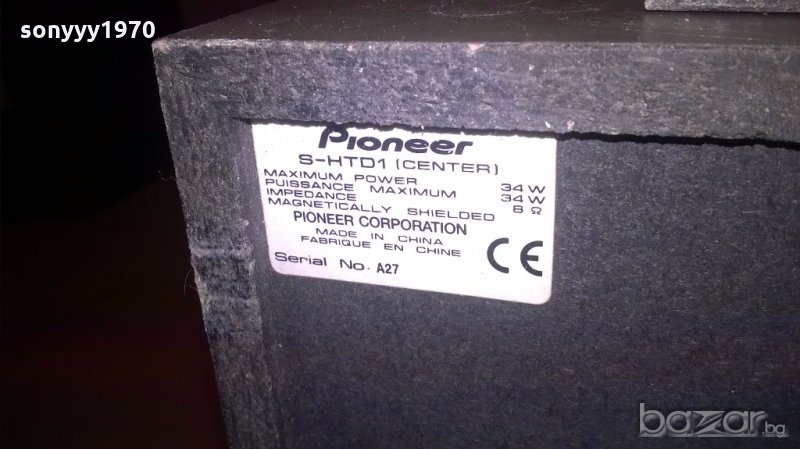 sonyyy1970
Pioneer
S-HTD1 (CENTER)
MAXIMUM POWER 34 W
PUISSANCE MAXIMUM 34 W
IMPEDANCE 8 Ω
MAGNETICALLY SHIELDED
PIONEER CORPORATION
MADE IN CHINA
FABRIQUE EN CHINE
CE
Serial No. A27
bazar.bg